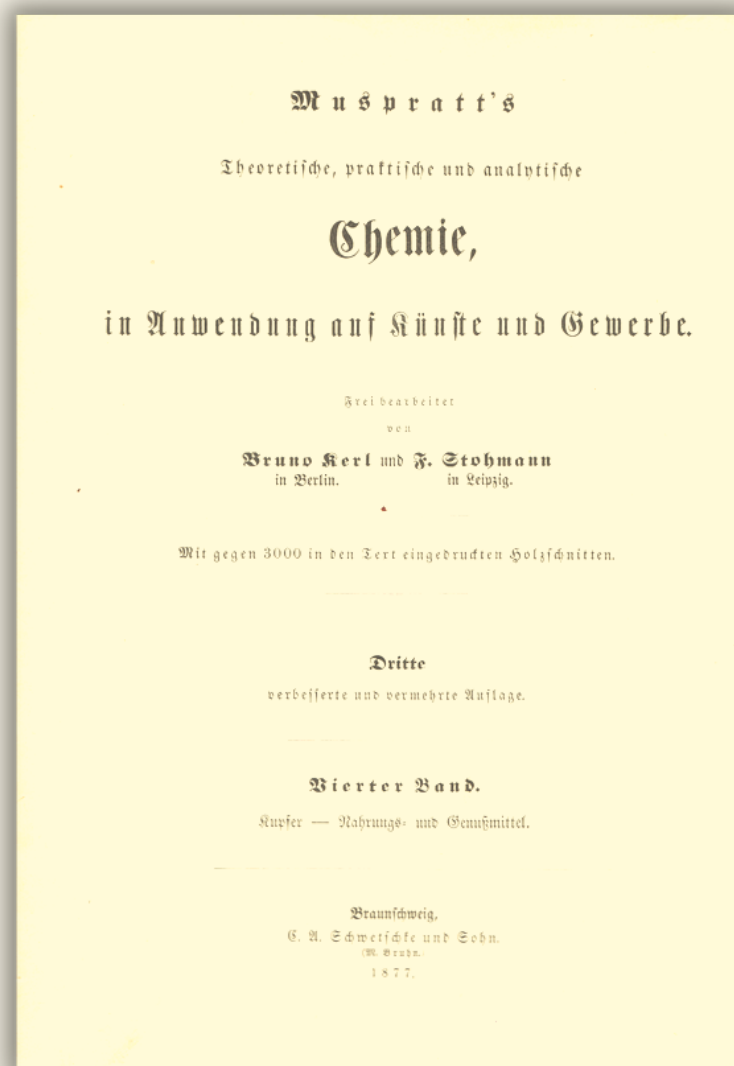 Muspratt's
Theoretische, praktische und analytische
Chemie,
in Anwendung auf Künste und Gewerbe.
Frei bearbeitet
von
Bruno Kerl und F. Stohmann
in Berlin. in Leipzig.
Mit gegen 3000 in den Text eingedruckten Holzschnitten.
Dritte
verbesserte und vermehrte Auflage.
Vierter Band.
Kupfer — Nahrungs- und Genußmittel.
Braunschweig,
C. A. Schwetschke und Sohn.
(M. Bruhn.
1877.